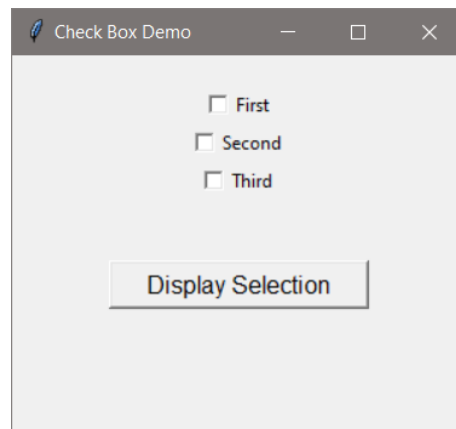 Check Box Demo
First
Second
Third
Display Selection